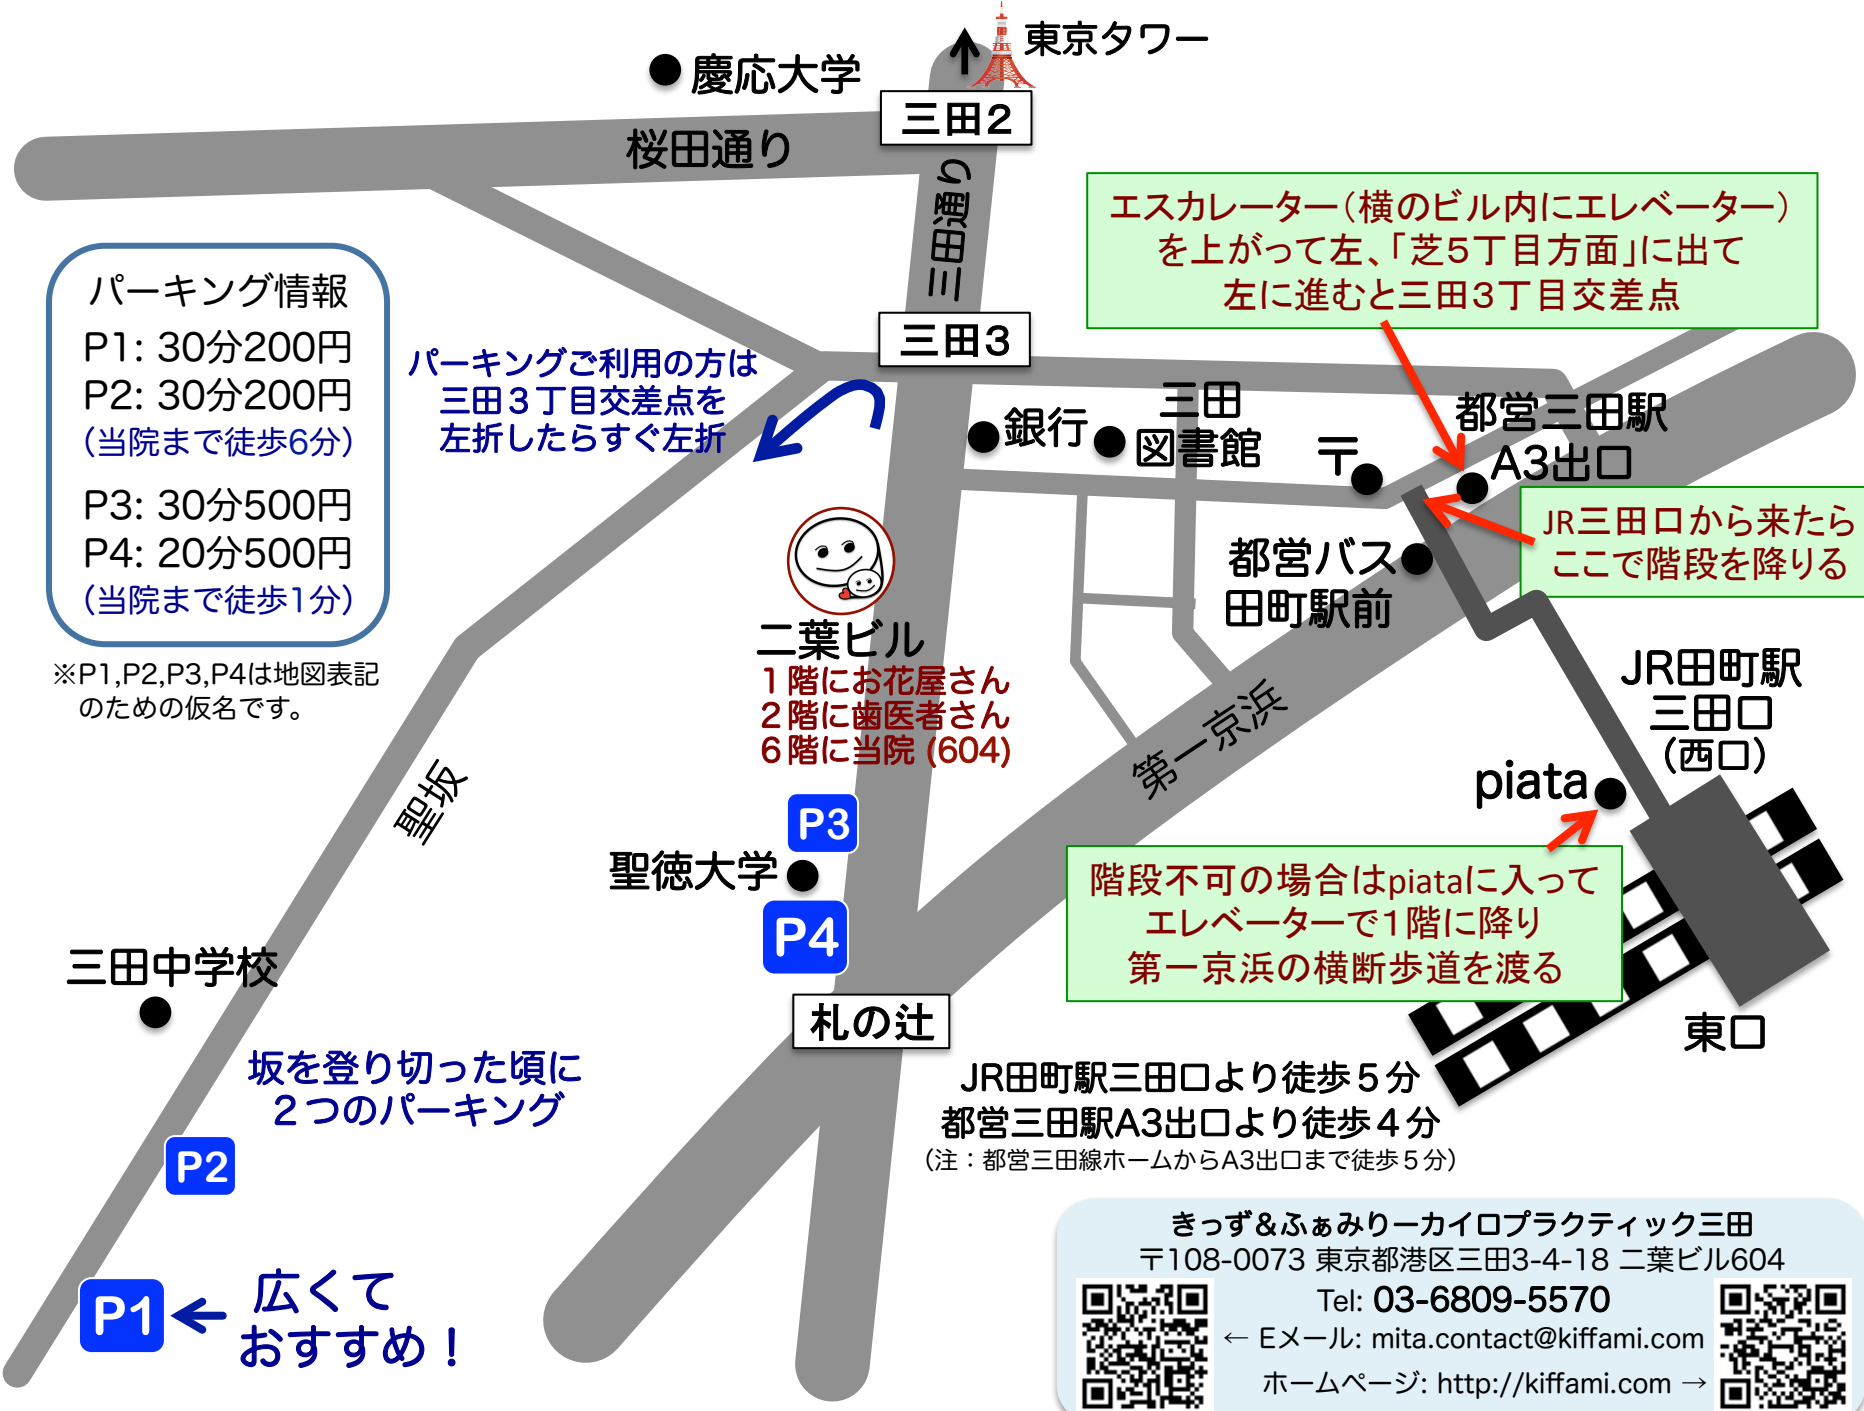 東京タワー
慶応大学
三田２
桜田通り
三田通り
エスカレーター（横のビル内にエレベーター）
を上がって左、「芝5丁目方面」に出て
左に進むと三田3丁目交差点
パーキング情報
P1: 30分200円
P2: 30分200円
（当院まで徒歩6分）
P3: 30分500円
P4: 20分500円
（当院まで徒歩1分）
※P1,P2,P3,P4は地図表記
のための仮名です。
三田３
パーキングご利用の方は
三田３丁目交差点を
左折したらすぐ左折
銀行
三田
図書館
〒
都営三田駅
A3出口
JR三田口から来たら
ここで階段を降りる
都営バス
田町駅前
二葉ビル
１階にお花屋さん
２階に歯医者さん
６階に当院 (604)
JR田町駅
三田口
（西口）
第一京浜
piata
聖坂
P3
聖徳大学
P4
階段不可の場合はpiataに入って
エレベーターで1階に降り
第一京浜の横断歩道を渡る
三田中学校
札の辻
東口
坂を登り切った頃に
２つのパーキング
JR田町駅三田口より徒歩５分
都営三田駅A3出口より徒歩４分
（注：都営三田線ホームからA3出口まで徒歩５分）
P2
P1
広くて
おすすめ！
きっず＆ふぁみりーカイロプラクティック三田
〒108-0073 東京都港区三田3-4-18 二葉ビル604
Tel: 03-6809-5570
← Eメール: mita.contact@kiffami.com
ホームページ: http://kiffami.com →